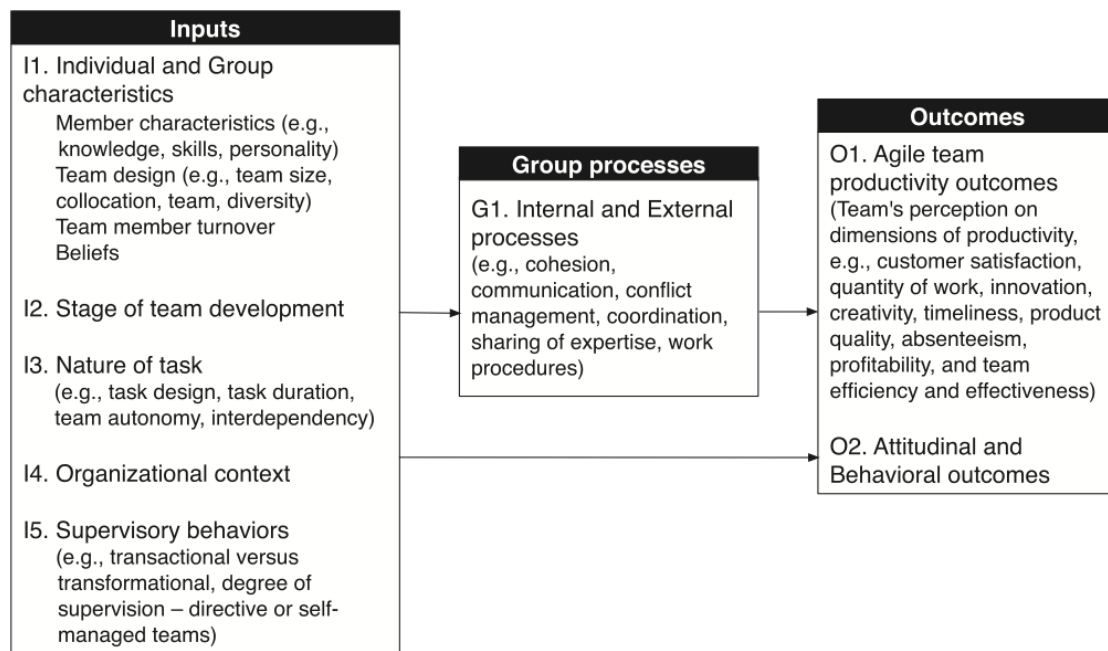 Inputs
I1. Individual and Group
characteristics
Member characteristics (e.g.,
knowledge, skills, personality)
Team design (e.g., team size,
collocation, team, diversity)
Team member turnover
Beliefs
I2. Stage of team development
I3. Nature of task
(e.g., task design, task duration,
team autonomy, interdependency)
I4. Organizational context
I5. Supervisory behaviors
(e.g., transactional versus
transformational, degree of
supervision – directive or self-
managed teams)
Group processes
G1. Internal and External
processes
(e.g., cohesion,
communication, conflict
management, coordination,
sharing of expertise, work
procedures)
Outcomes
O1. Agile team
productivity outcomes
(Team's perception on
dimensions of productivity,
e.g., customer satisfaction,
quantity of work, innovation,
creativity, timeliness, product
quality, absenteeism,
profitability, and team
efficiency and effectiveness)
O2. Attitudinal and
Behavioral outcomes